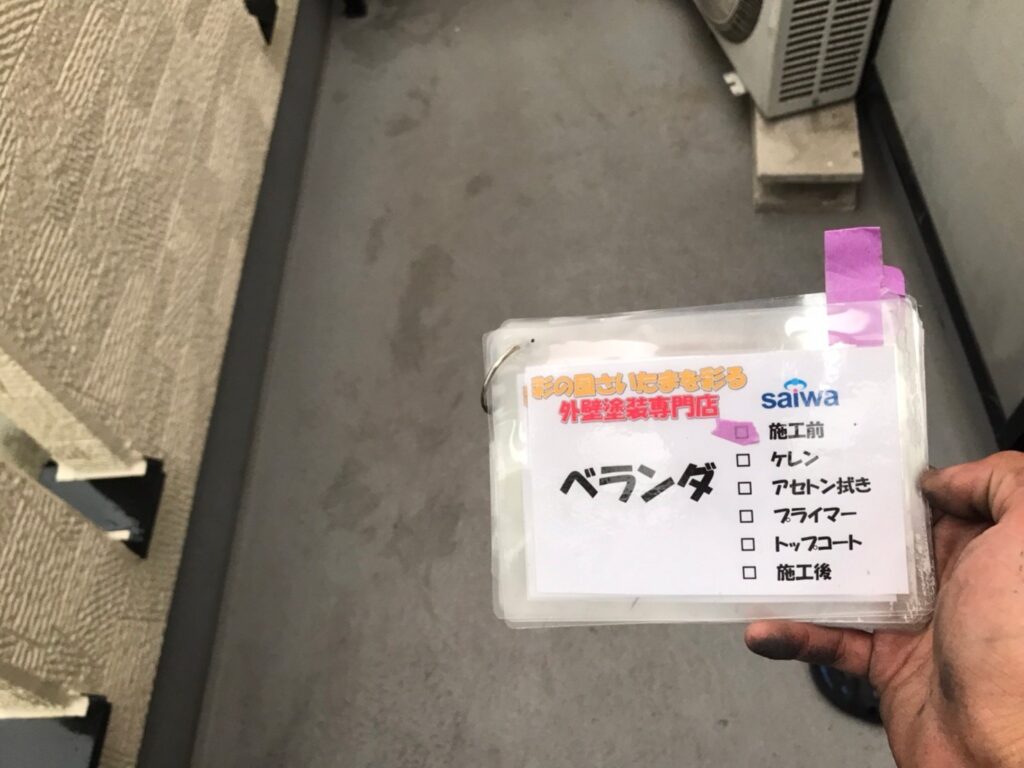 彩の国さいたまを彩る
外壁塗装専門店
saiwa
ベランダ
□ 施工前
□ ケレン
□ アセトン拭き
□ プライマー
□ トップコート
□ 施工後